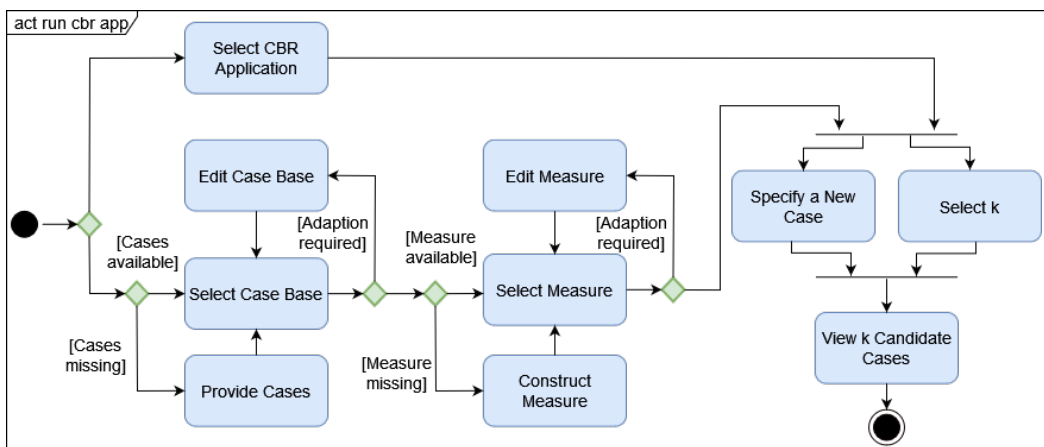 act run cbr app
Select CBR
Application
Edit Case Base
[Adaption
required]
[Cases
available]
Select Case Base
[Cases
missing]
Provide Cases
Edit Measure
[Adaption
required]
[Measure
available]
Select Measure
[Measure
missing]
Construct
Measure
Specify a New
Case
Select k
View k Candidate
Cases